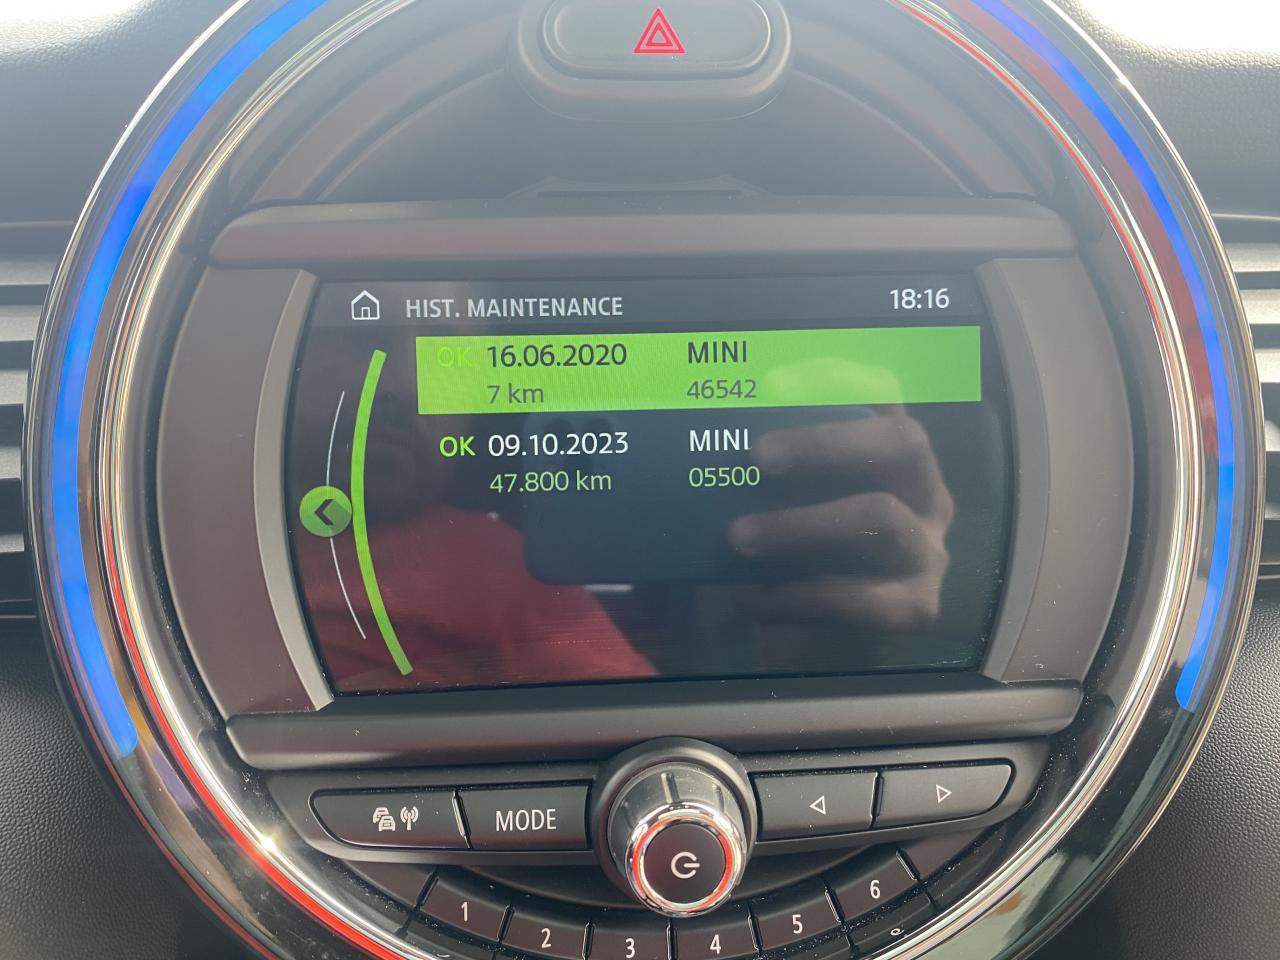 HIST. MAINTENANCE 18:16
OK 16.06.2020 MINI
7 km 46542
OK 09.10.2023 MINI
47.800 km 05500
MODE
1 2 3 4 5 6